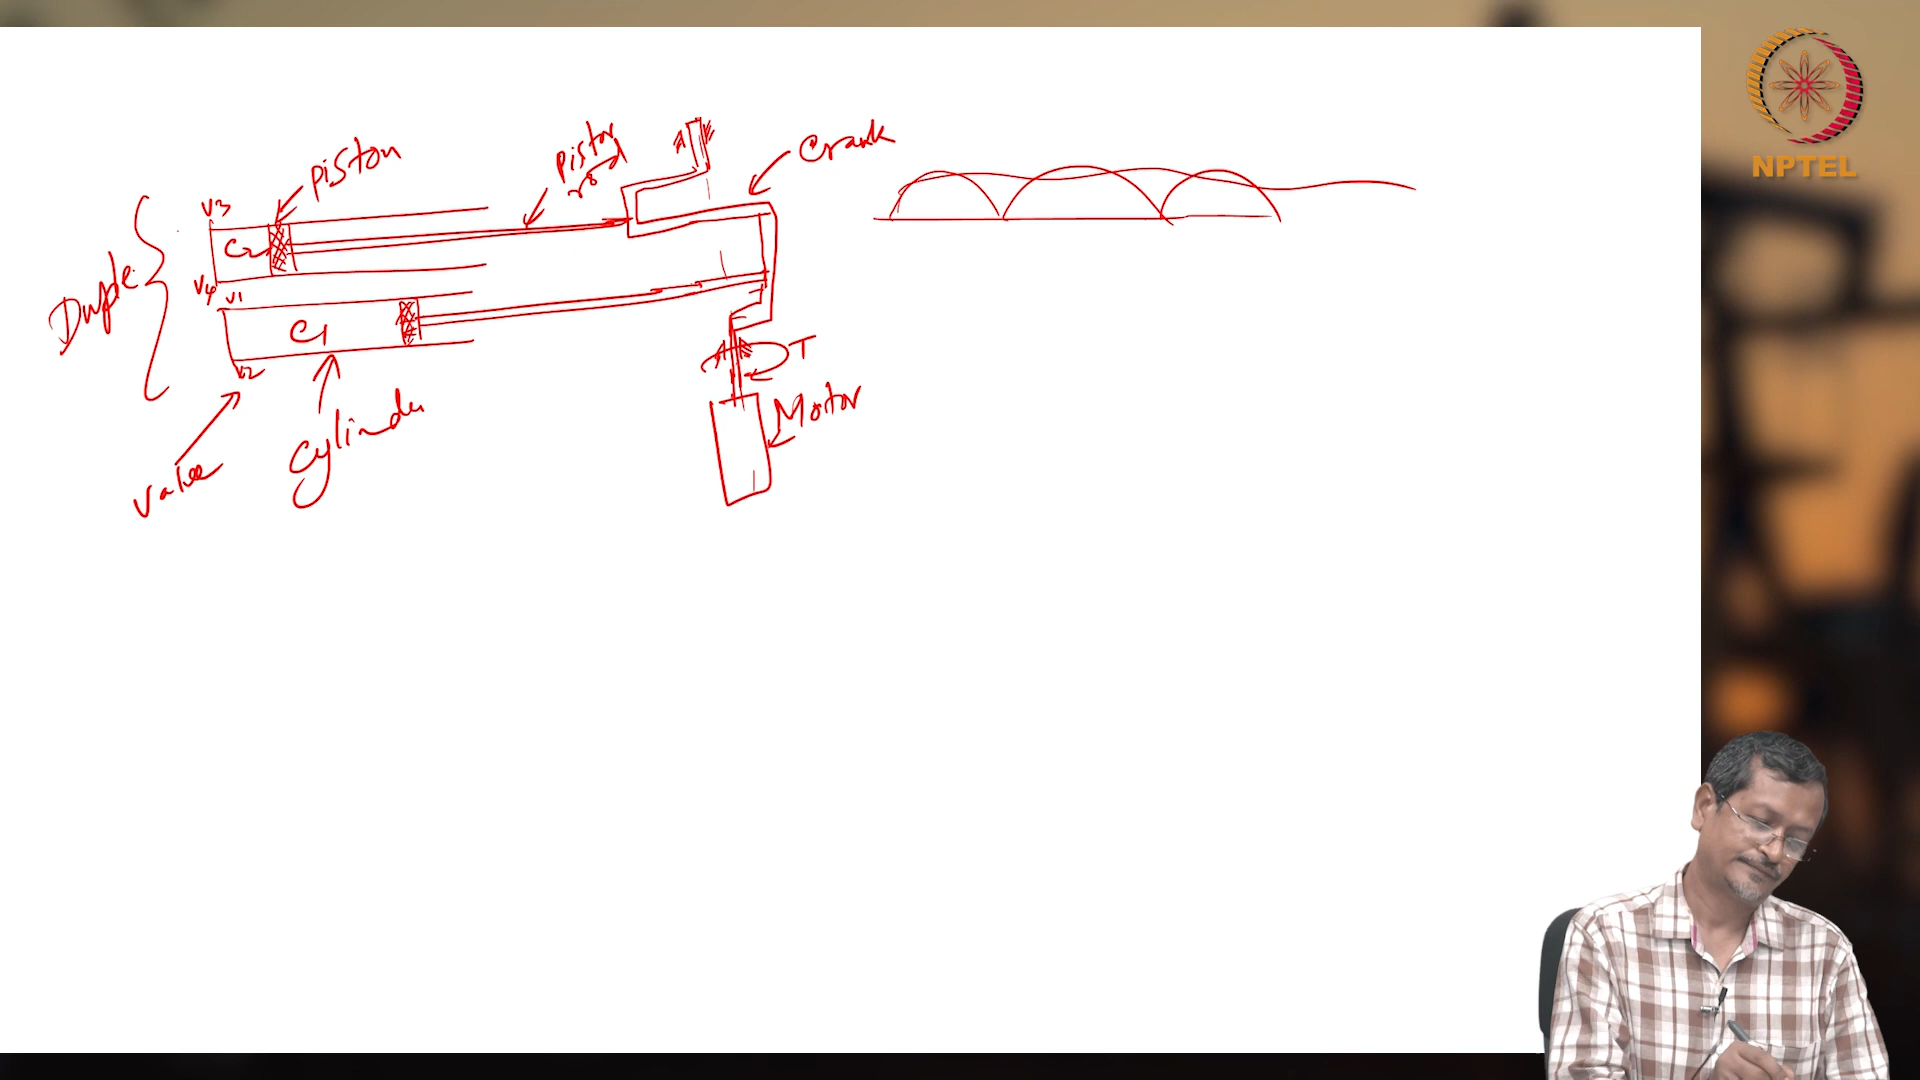 piston
piston
rod
Crank
V3
C2
V4
V1
Duplex
C1
V2
T
Motor
Cylinder
Valve
NPTEL